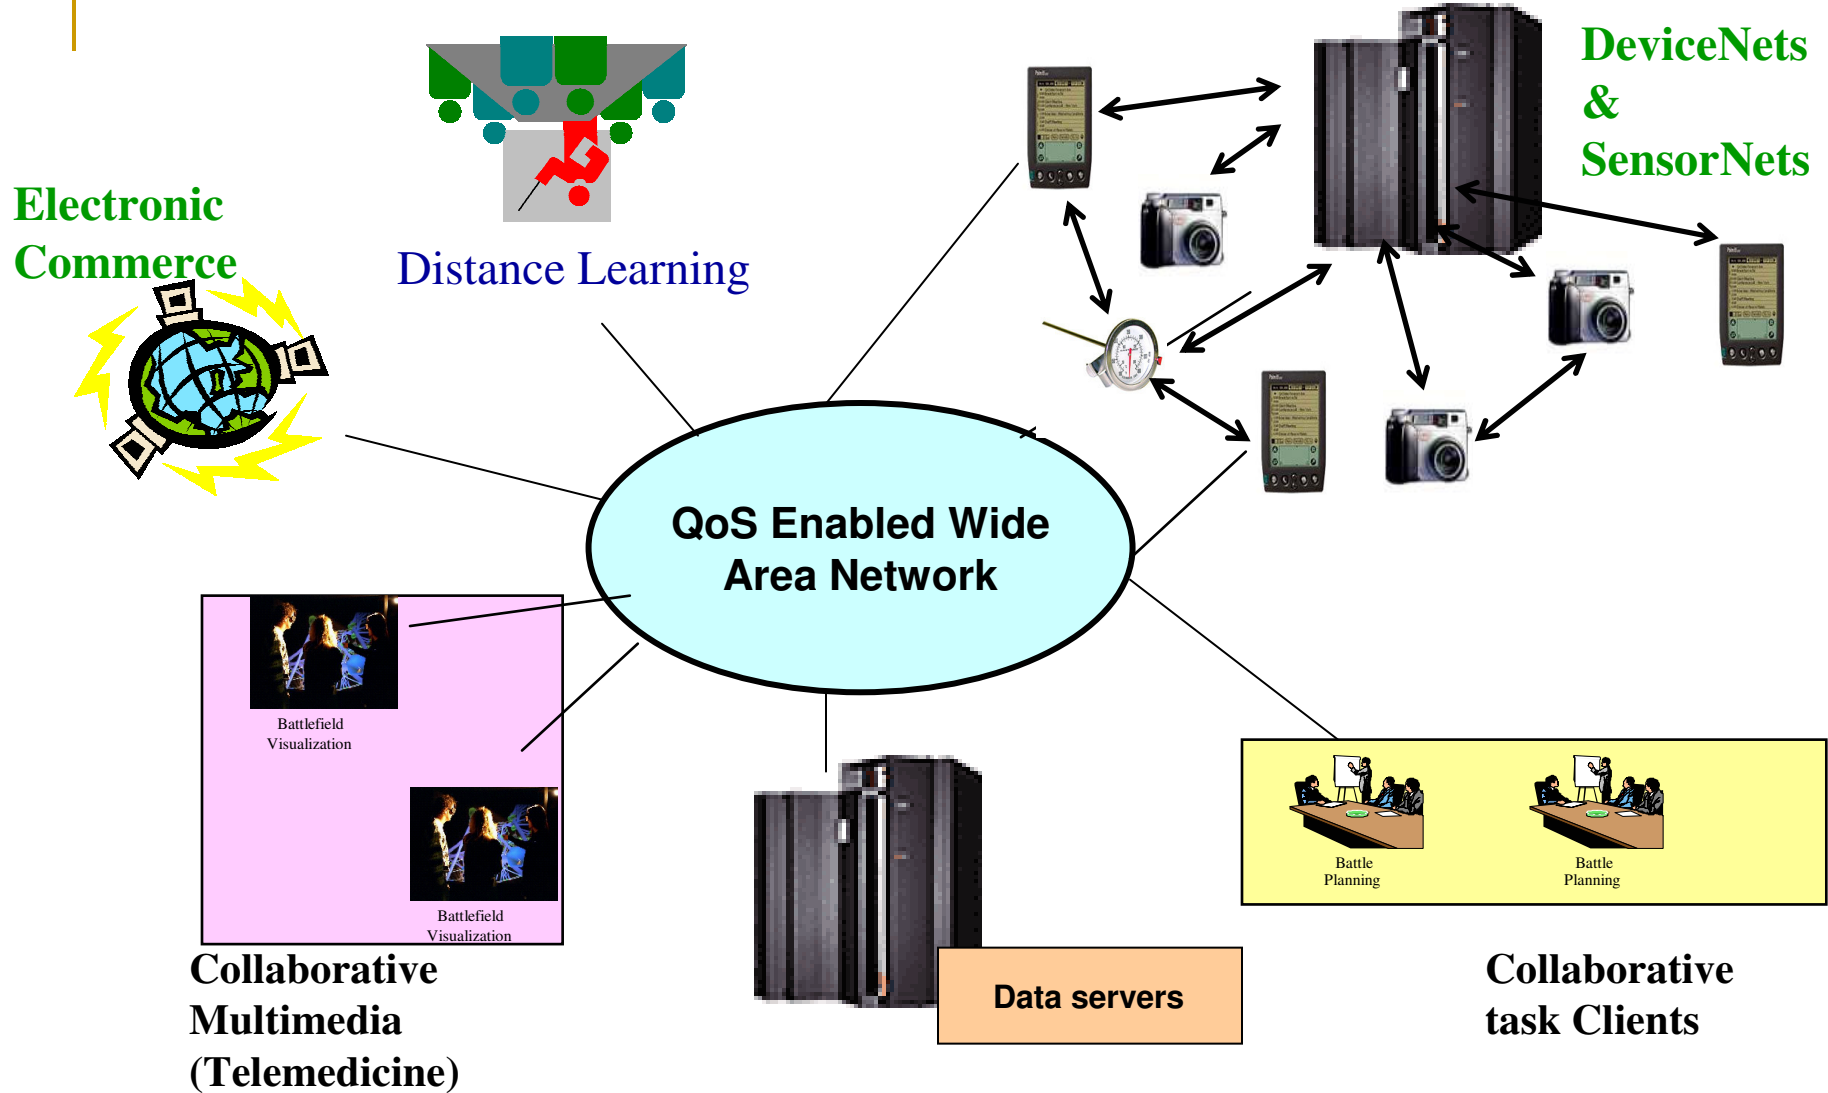 DeviceNets
&
SensorNets
Electronic
Commerce
Distance Learning
QoS Enabled Wide
Area Network
Battlefield
Visualization
Battlefield
Visualization
Battle
Planning
Battle
Planning
Collaborative
Multimedia
(Telemedicine)
Data servers
Collaborative
task Clients